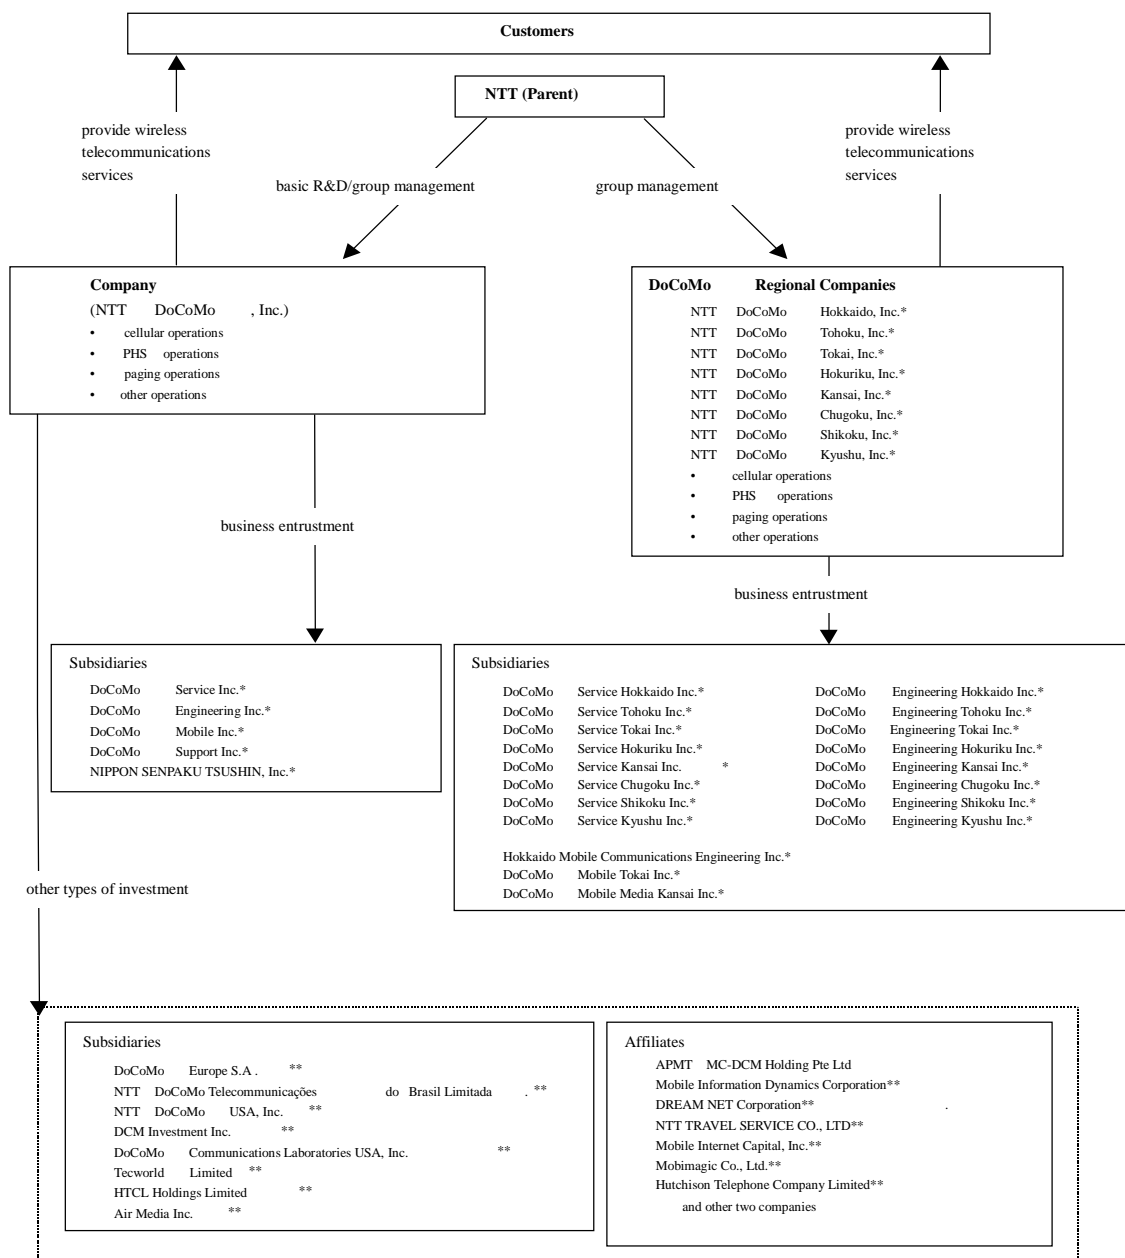 Customers
NTT (Parent)
provide wireless
telecommunications
services
provide wireless
telecommunications
services
basic R&D/group management
group management
Company
(NTT DoCoMo , Inc.)
• cellular operations
• PHS operations
• paging operations
• other operations
DoCoMo Regional Companies
NTT DoCoMo Hokkaido, Inc.*
NTT DoCoMo Tohoku, Inc.*
NTT DoCoMo Tokai, Inc.*
NTT DoCoMo Hokuriku, Inc.*
NTT DoCoMo Kansai, Inc.*
NTT DoCoMo Chugoku, Inc.*
NTT DoCoMo Shikoku, Inc.*
NTT DoCoMo Kyushu, Inc.*
• cellular operations
• PHS operations
• paging operations
• other operations
business entrustment
business entrustment
Subsidiaries
DoCoMo Service Inc.*
DoCoMo Engineering Inc.*
DoCoMo Mobile Inc.*
DoCoMo Support Inc.*
NIPPON SENPAKU TSUSHIN, Inc.*
Subsidiaries
DoCoMo Service Hokkaido Inc.*
DoCoMo Service Tohoku Inc.*
DoCoMo Service Tokai Inc.*
DoCoMo Service Hokuriku Inc.*
DoCoMo Service Kansai Inc. *
DoCoMo Service Chugoku Inc.*
DoCoMo Service Shikoku Inc.*
DoCoMo Service Kyushu Inc.*
DoCoMo Engineering Hokkaido Inc.*
DoCoMo Engineering Tohoku Inc.*
DoCoMo Engineering Tokai Inc.*
DoCoMo Engineering Hokuriku Inc.*
DoCoMo Engineering Kansai Inc.*
DoCoMo Engineering Chugoku Inc.*
DoCoMo Engineering Shikoku Inc.*
DoCoMo Engineering Kyushu Inc.*
Hokkaido Mobile Communications Engineering Inc.*
DoCoMo Mobile Tokai Inc.*
DoCoMo Mobile Media Kansai Inc.*
other types of investment
Subsidiaries
DoCoMo Europe S.A . **
NTT DoCoMo Telecommunicações do Brasil Limitada . **
NTT DoCoMo USA, Inc. **
DCM Investment Inc. **
DoCoMo Communications Laboratories USA, Inc. **
Tecworld Limited **
HTCL Holdings Limited **
Air Media Inc. **
Affiliates
APMT MC-DCM Holding Pte Ltd
Mobile Information Dynamics Corporation**
DREAM NET Corporation** .
NTT TRAVEL SERVICE CO., LTD**
Mobile Internet Capital, Inc.**
Mobimagic Co., Ltd.**
Hutchison Telephone Company Limited**
and other two companies